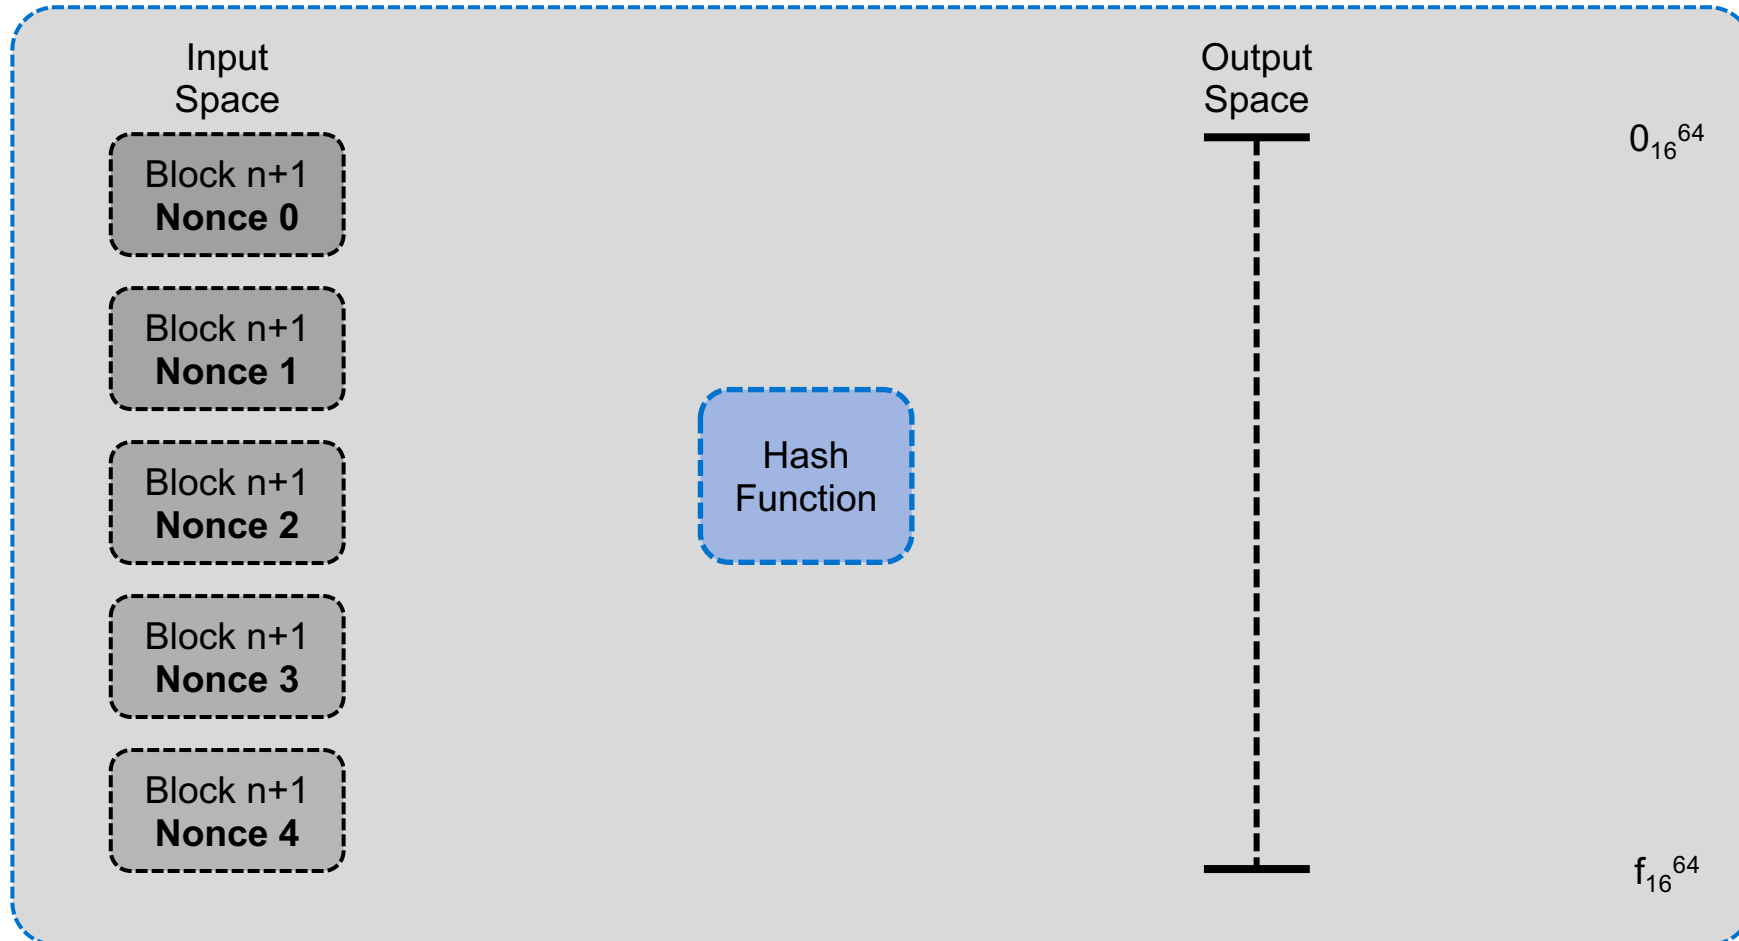 Input
Space
Output
Space
0₁₆⁶⁴
Block n+1
Nonce 0
Block n+1
Nonce 1
Block n+1
Nonce 2
Hash
Function
Block n+1
Nonce 3
Block n+1
Nonce 4
f₁₆⁶⁴